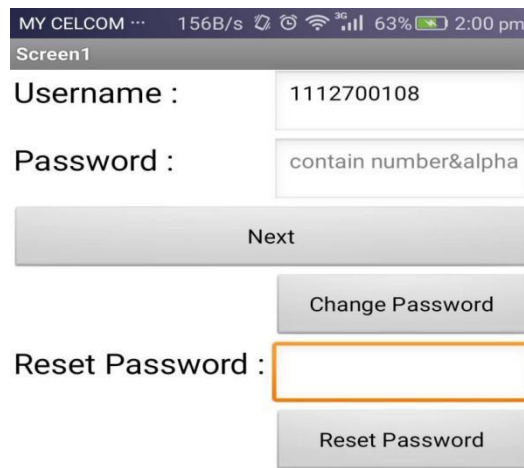 MY CELCOM ··· 156B/s 3G 63% 2:00 pm
Screen1
Username : 1112700108
Password : contain number&alpha
Next
Change Password
Reset Password :
Reset Password